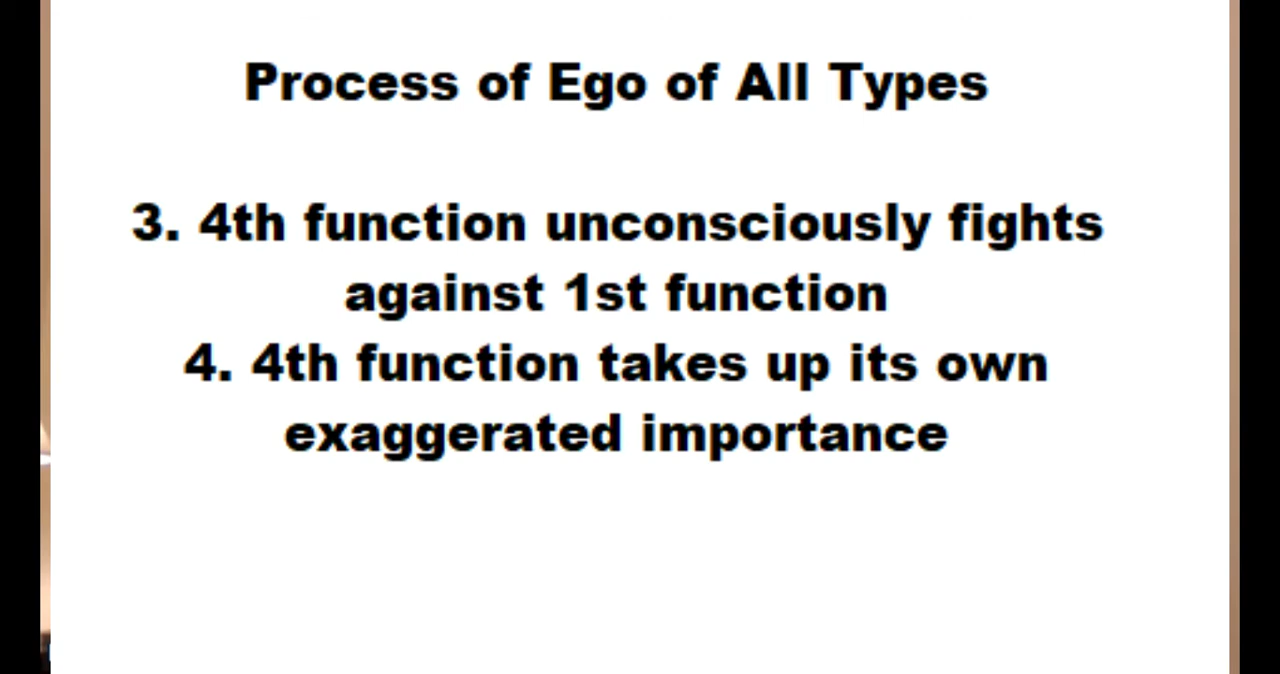 Process of Ego of All Types
3. 4th function unconsciously fights
against 1st function
4. 4th function takes up its own
exaggerated importance